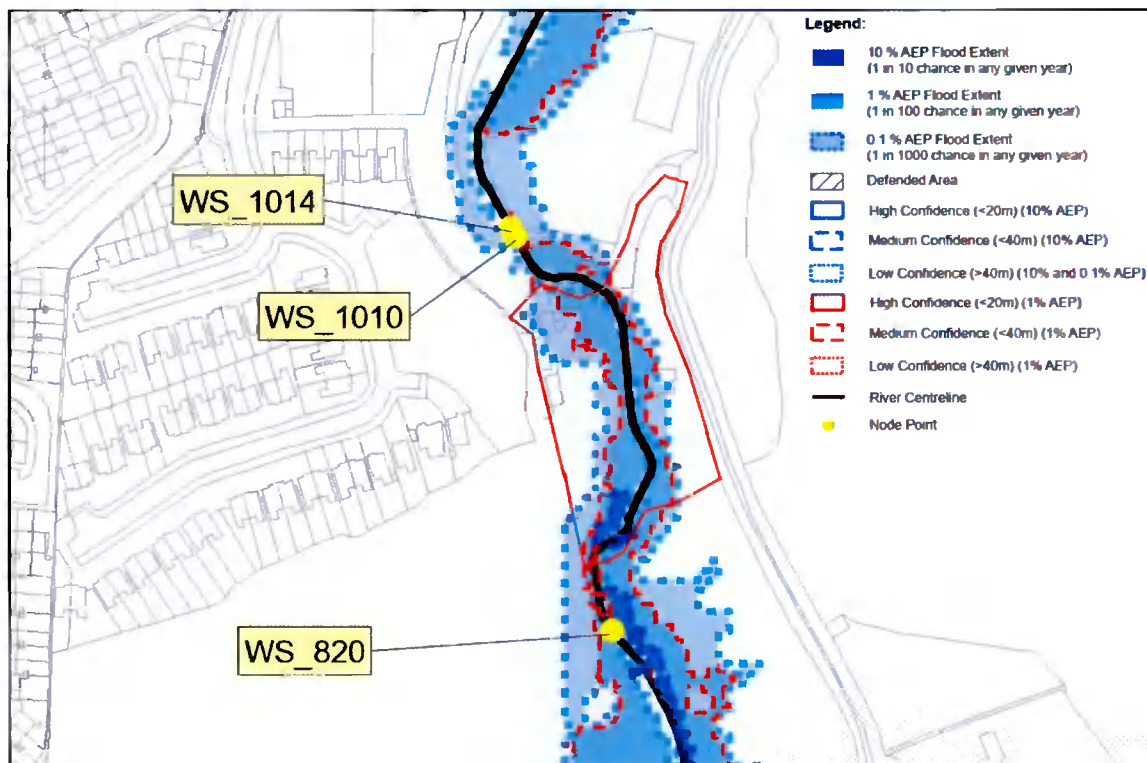 Legend:
10 % AEP Flood Extent
(1 in 10 chance in any given year)
1 % AEP Flood Extent
(1 in 100 chance in any given year)
0.1 % AEP Flood Extent
(1 in 1000 chance in any given year)
Defended Area
High Confidence (<20m) (10% AEP)
Medium Confidence (<40m) (10% AEP)
Low Confidence (>40m) (10% and 0.1% AEP)
High Confidence (<20m) (1% AEP)
Medium Confidence (<40m) (1% AEP)
Low Confidence (>40m) (1% AEP)
River Centreline
Node Point
WS_1014
WS_1010
WS_820